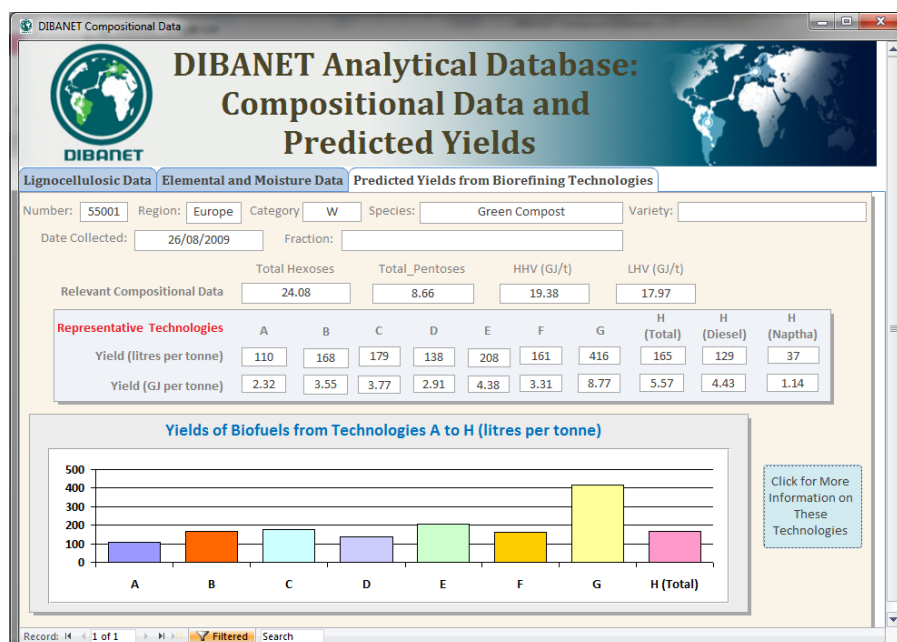 DIBANET Compositional Data
DIBANET
DIBANET Analytical Database:
Compositional Data and
Predicted Yields
Lignocellulosic Data Elemental and Moisture Data Predicted Yields from Biorefining Technologies
Number: 55001 Region: Europe Category W Species: Green Compost Variety:
Date Collected: 26/08/2009 Fraction:
Total Hexoses Total_Pentoses HHV (GJ/t) LHV (GJ/t)
Relevant Compositional Data 24.08 8.66 19.38 17.97
Representative Technologies A B C D E F G H (Total) H (Diesel) H (Naptha)
Yield (litres per tonne) 110 168 179 138 208 161 416 165 129 37
Yield (GJ per tonne) 2.32 3.55 3.77 2.91 4.38 3.31 8.77 5.57 4.43 1.14
Yields of Biofuels from Technologies A to H (litres per tonne)
500
400
300
200
100
0
A B C D E F G H (Total)
Click for More
Information on
These
Technologies
Record: 1 of 1 Filtered Search